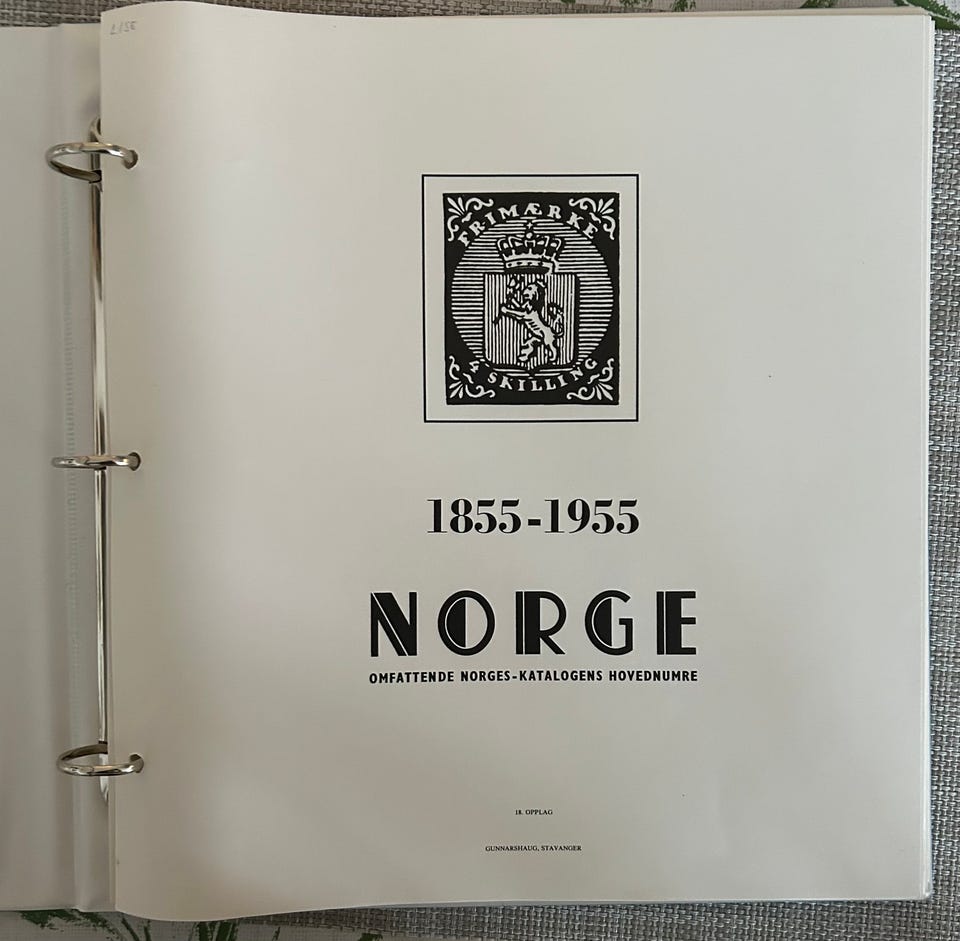 FRIMÆRKE
4 SKILLING
1855-1955
NORGE
OMFATTENDE NORGES-KATALOGENS HOVEDNUMRE
18. OPPLAG
GUNNARSHAUG, STAVANGER